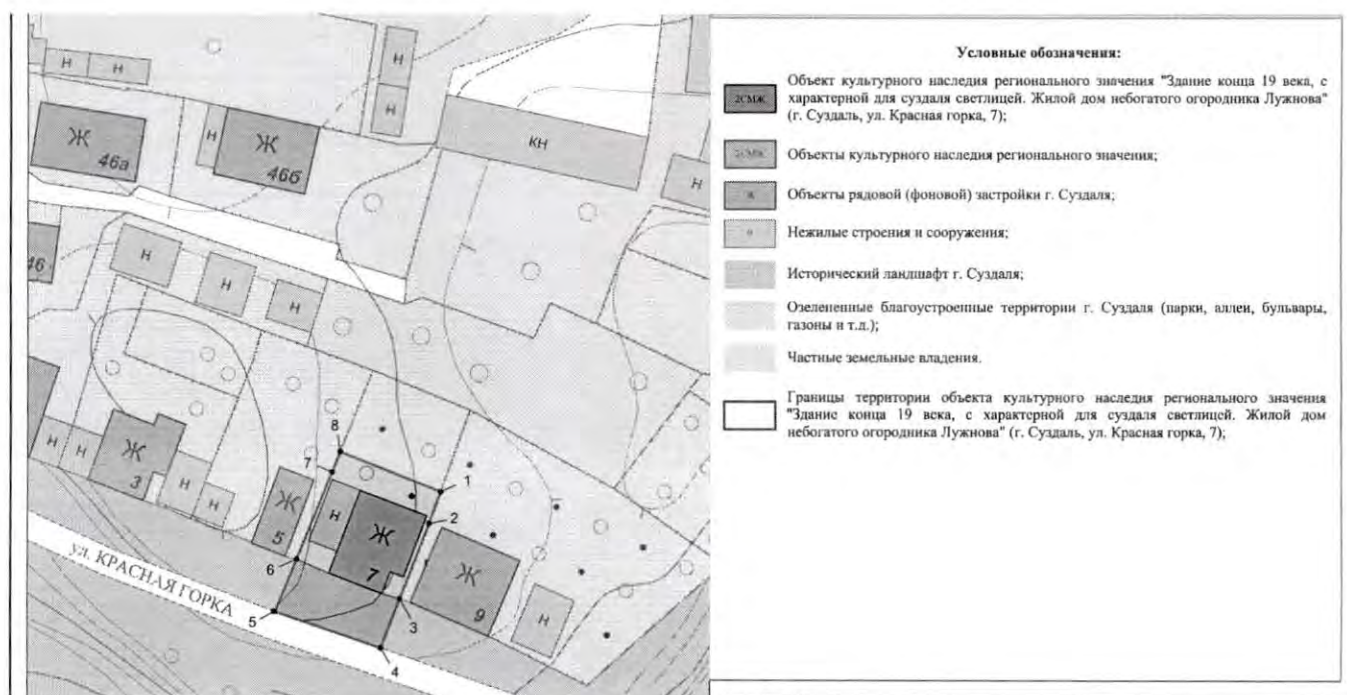 Условные обозначения:
2СМЖ
Объект культурного наследия регионального значения "Здание конца 19 века, с
характерной для суздаля светлицей. Жилой дом небогатого огородника Лужнова"
(г. Суздаль, ул. Красная горка, 7);
2СМЖ
Объекты культурного наследия регионального значения;
Ж
Объекты рядовой (фоновой) застройки г. Суздаля;
Н
Нежилые строения и сооружения;
Исторический ландшафт г. Суздаля;
Озелененные благоустроенные территории г. Суздаля (парки, аллеи, бульвары,
газоны и т.д.);
Частные земельные владения.
Границы территории объекта культурного наследия регионального значения
"Здание конца 19 века, с характерной для суздаля светлицей. Жилой дом
небогатого огородника Лужнова" (г. Суздаль, ул. Красная горка, 7);
Н
Н
Н
Н
Ж
46а
Н
Ж
46б
КН
Н
46
Н
Н
Н
Н
Н
Ж
3
Н
Н
Ж
5
Н
Ж
7
Ж
9
Н
8
7
1
2
6
5
3
4
ул. КРАСНАЯ ГОРКА